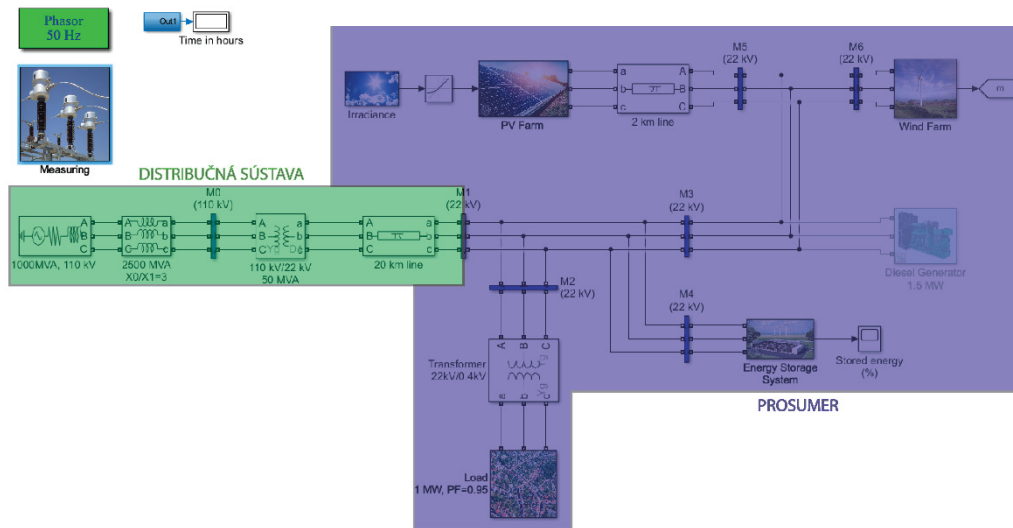 Phasor
50 Hz
Out1
Time in hours
Measuring
Irradiance
PV Farm
a
b
c
A
B
C
2 km line
M5
(22 kV)
M6
(22 kV)
Wind Farm
m
DISTRIBUČNÁ SÚSTAVA
A
B
C
1000MVA, 110 kV
A
B
C
a
b
c
2500 MVA
X0/X1=3
M0
(110 kV)
A
B
C
a
b
c
Yg
110 kV/22 kV
50 MVA
A
B
C
a
b
c
20 km line
M1
(22 kV)
M3
(22 kV)
Diesel Generator
1.5 MW
M2
(22 kV)
M4
(22 kV)
Energy Storage
System
Stored energy
(%)
Transformer
22kV/0.4kV
A
B
C
Yg
Yg
a
b
c
PROSUMER
Load
1 MW, PF=0.95